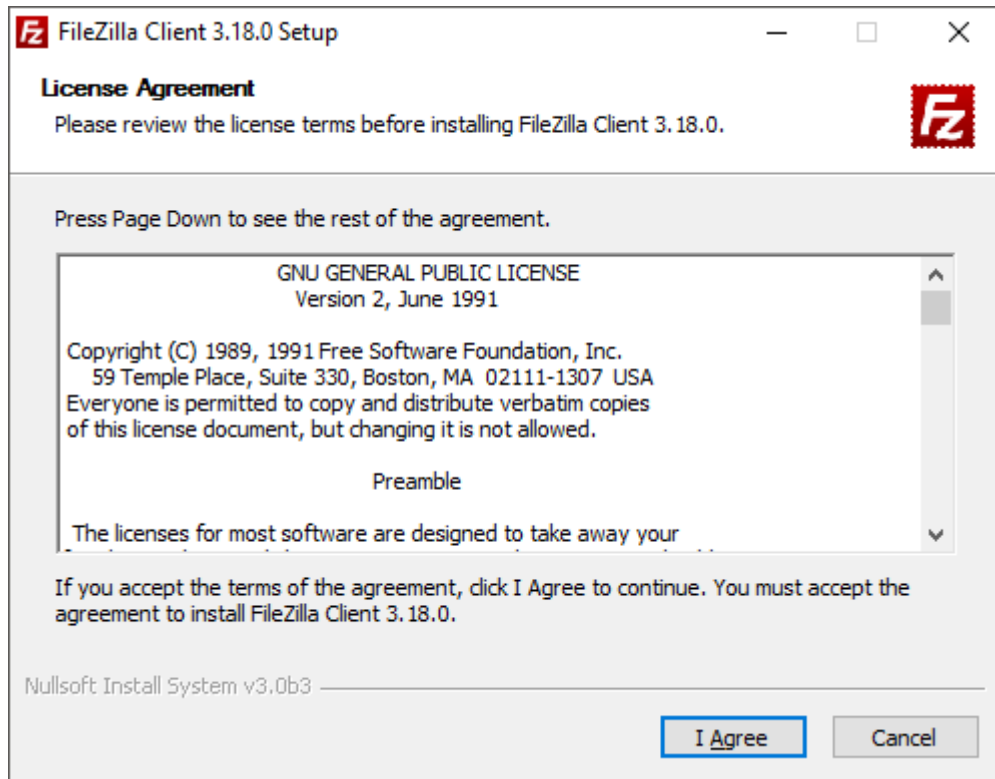 FileZilla Client 3.18.0 Setup
License Agreement
Please review the license terms before installing FileZilla Client 3.18.0.
Fz
Press Page Down to see the rest of the agreement.
GNU GENERAL PUBLIC LICENSE
Version 2, June 1991
Copyright (C) 1989, 1991 Free Software Foundation, Inc.
59 Temple Place, Suite 330, Boston, MA 02111-1307 USA
Everyone is permitted to copy and distribute verbatim copies
of this license document, but changing it is not allowed.
Preamble
The licenses for most software are designed to take away your
If you accept the terms of the agreement, click I Agree to continue. You must accept the
agreement to install FileZilla Client 3.18.0.
Nullsoft Install System v3.0b3
I Agree
Cancel